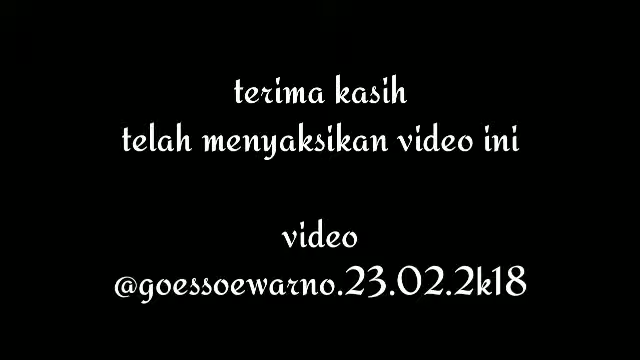 terima kasih
telah menyaksikan video ini
video
@goessoewarno.23.02.2k18